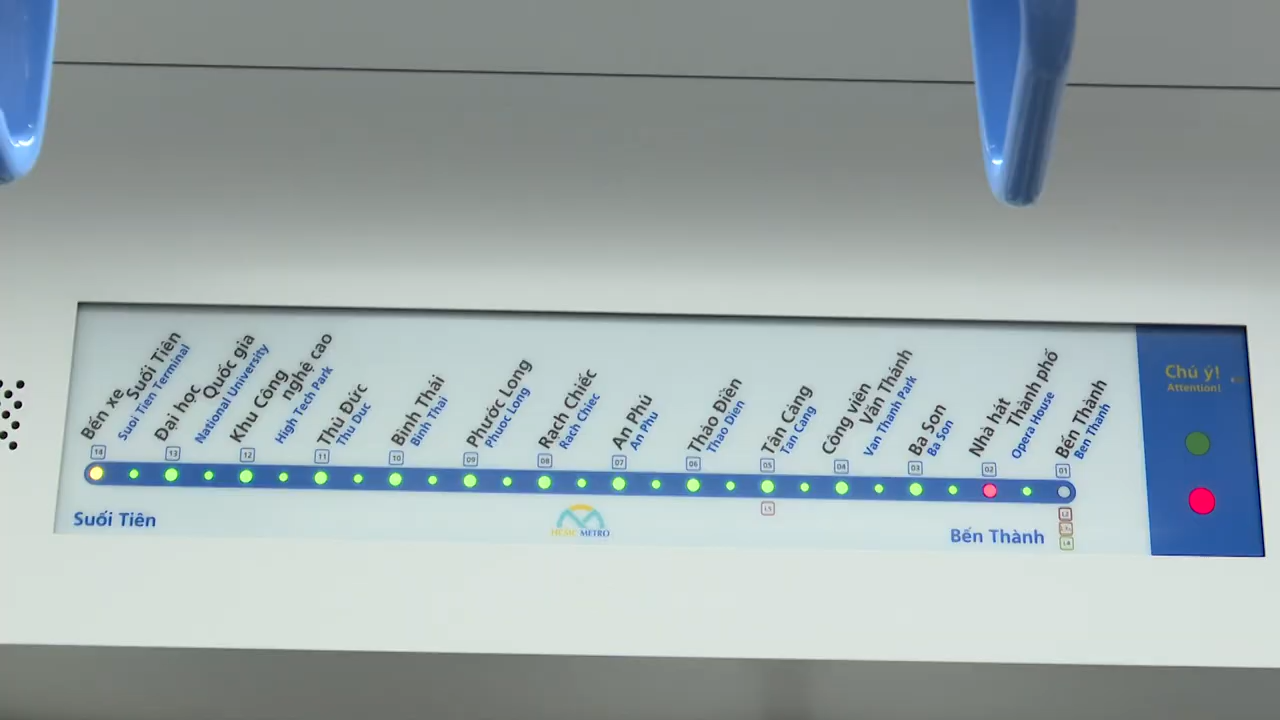 Bến xe
Suối Tiên
Suoi Tien Terminal
Đại học
Quốc gia
National University
Khu Công
nghệ cao
High Tech Park
Thủ Đức
Thu Duc
Bình Thái
Binh Thai
Phước Long
Phuoc Long
Rạch Chiếc
Rach Chiec
An Phú
An Phu
Thảo Điền
Thao Dien
Tân Cảng
Tan Cang
Công viên
Văn Thánh
Van Thanh Park
Ba Son
Ba Son
Nhà hát
Thành phố
Opera House
Bến Thành
Ben Thanh
14 13 12 11 10 09 08 07 06 05 04 03 02 01
Suối Tiên
HCMC METRO
L5
Bến Thành
L2
L4
Chú ý!
Attention!